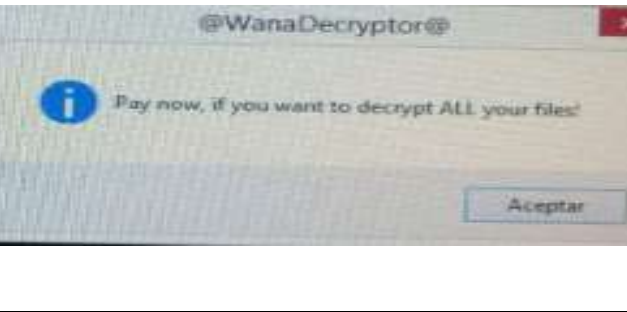 @WanaDecryptor@
Pay now, if you want to decrypt ALL your files!
Aceptar